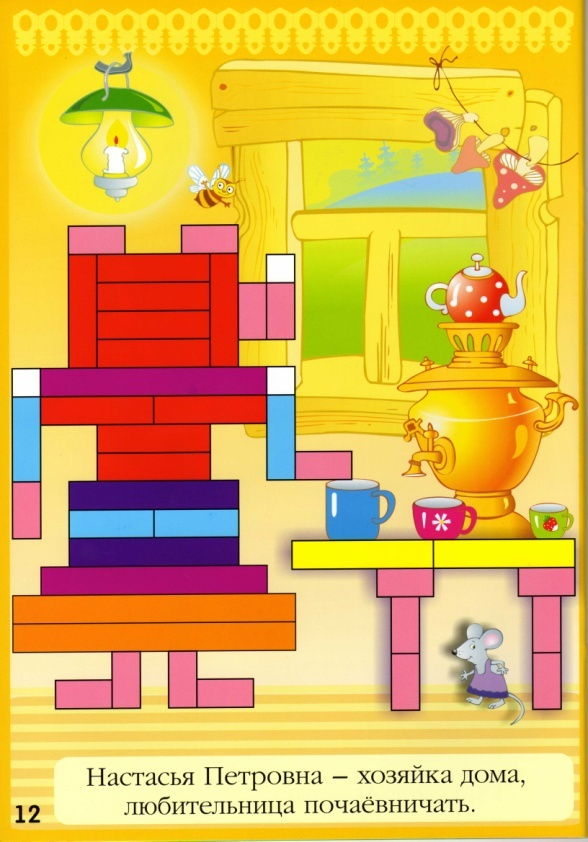 Настасья Петровна – хозяйка дома,
любительница почаёвничать.
12